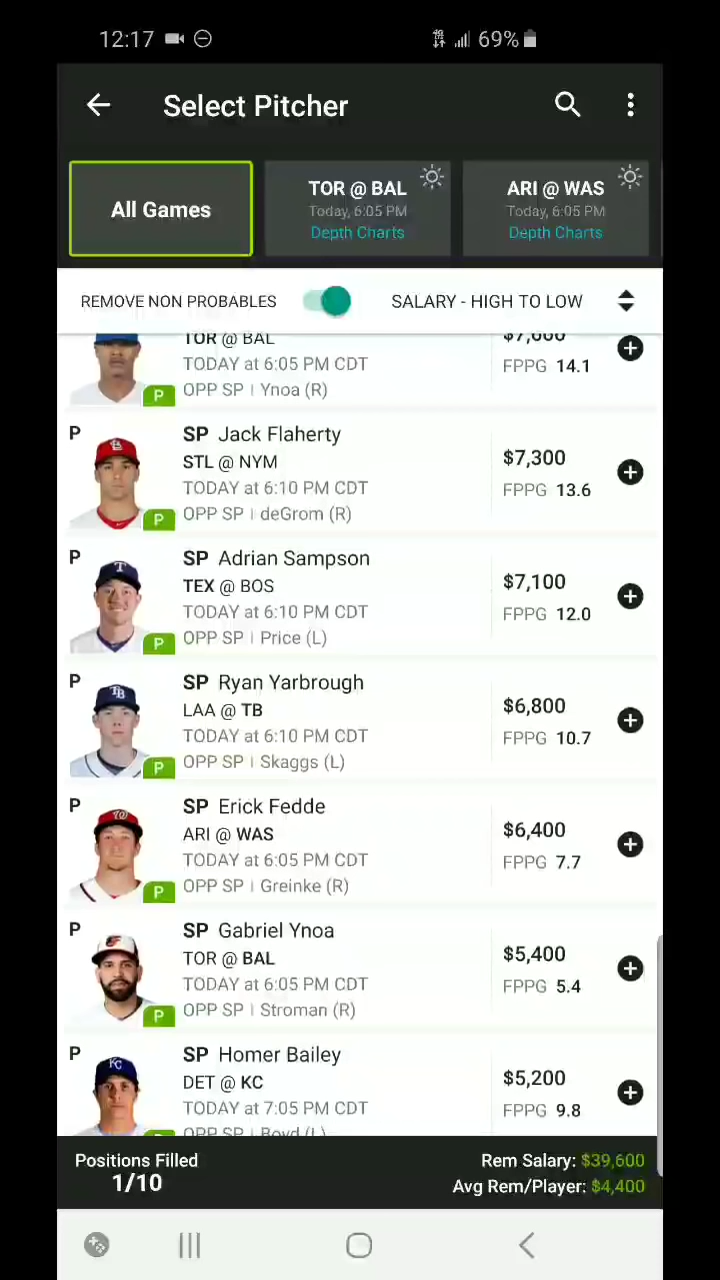 12:17
69%
Select Pitcher
All Games
TOR @ BAL
Today, 6:05 PM
Depth Charts
ARI @ WAS
Today, 6:05 PM
Depth Charts
REMOVE NON PROBABLES
SALARY - HIGH TO LOW
TOR @ BAL
TODAY at 6:05 PM CDT
OPP SP | Ynoa (R)
FPPG 14.1
P
P
SP Jack Flaherty
STL @ NYM
TODAY at 6:10 PM CDT
OPP SP | deGrom (R)
$7,300
FPPG 13.6
P
P
SP Adrian Sampson
TEX @ BOS
TODAY at 6:10 PM CDT
OPP SP | Price (L)
$7,100
FPPG 12.0
P
P
SP Ryan Yarbrough
LAA @ TB
TODAY at 6:10 PM CDT
OPP SP | Skaggs (L)
$6,800
FPPG 10.7
P
P
SP Erick Fedde
ARI @ WAS
TODAY at 6:05 PM CDT
OPP SP | Greinke (R)
$6,400
FPPG 7.7
P
P
SP Gabriel Ynoa
TOR @ BAL
TODAY at 6:05 PM CDT
OPP SP | Stroman (R)
$5,400
FPPG 5.4
P
P
SP Homer Bailey
DET @ KC
TODAY at 7:05 PM CDT
OPP SP | Boyd (L)
$5,200
FPPG 9.8
Positions Filled
1/10
Rem Salary: $39,600
Avg Rem/Player: $4,400